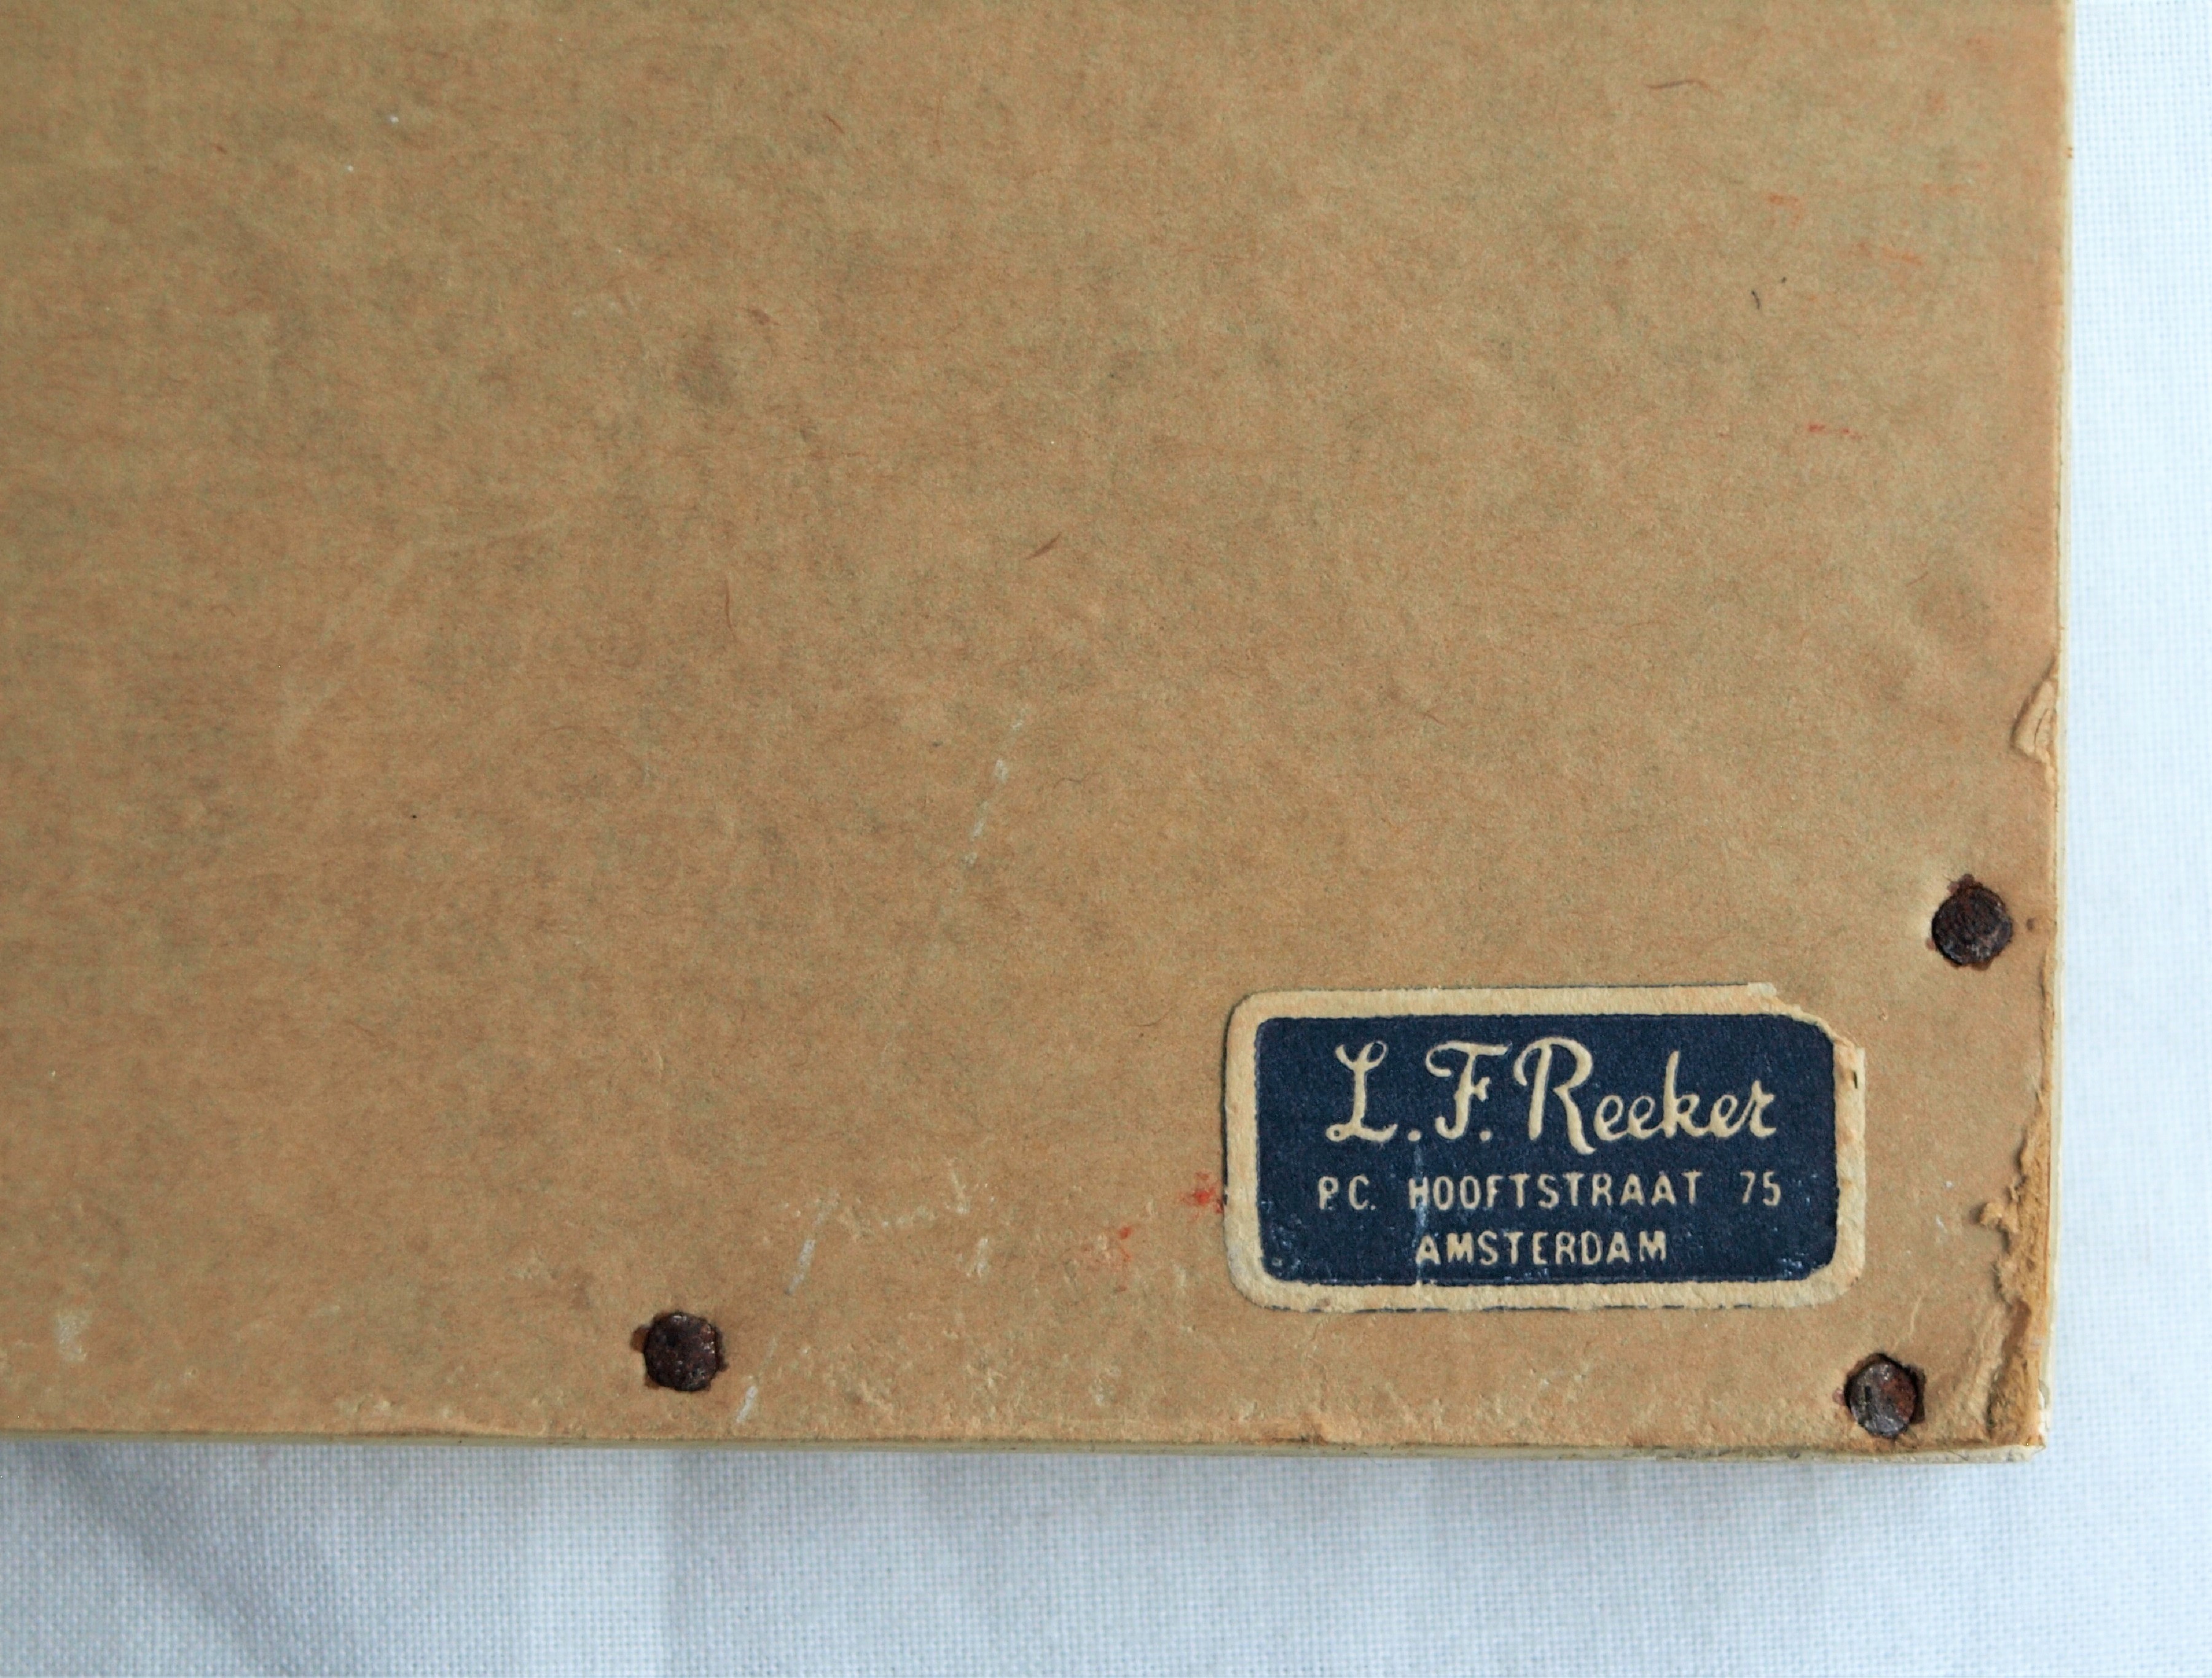 L.F. Reeker
P.C. HOOFTSTRAAT 75
AMSTERDAM